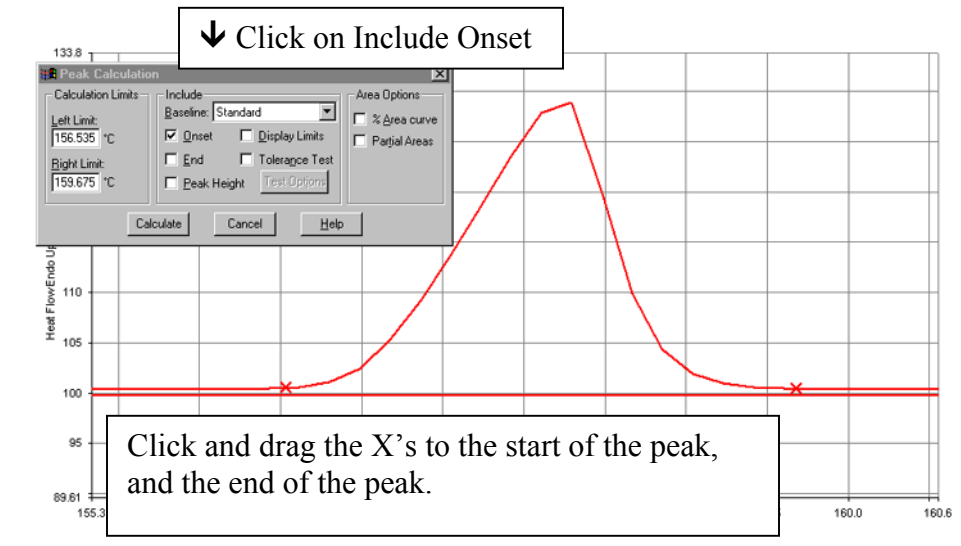 🡓 Click on Include Onset
133.8
Peak Calculation
Calculation Limits
Left Limit:
156.535 °C
Right Limit:
159.675 °C
Include
Baseline: Standard
Onset
Display Limits
End
Tolerance Test
Peak Height
Test Options
Area Options
% Area curve
Partial Areas
Calculate
Cancel
Help
Heat Flow Endo Up
110
105
100
95
89.61
Click and drag the X’s to the start of the peak,
and the end of the peak.
155.3
160.0
160.6